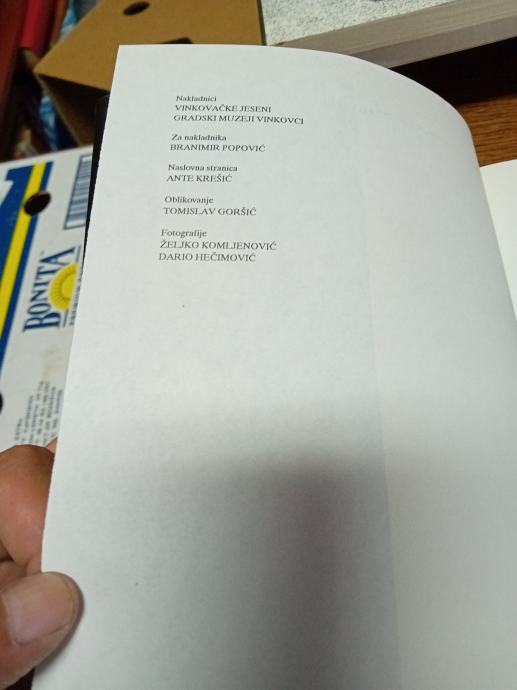 Nakladnici
VINKOVAČKE JESENI
GRADSKI MUZEJI VINKOVCI
Za nakladnika
BRANIMIR POPOVIĆ
Naslovna stranica
ANTE KREŠIĆ
Oblikovanje
TOMISLAV GORŠIĆ
Fotografije
ŽELJKO KOMLJENOVIĆ
DARIO HEČIMOVIĆ
BONITA